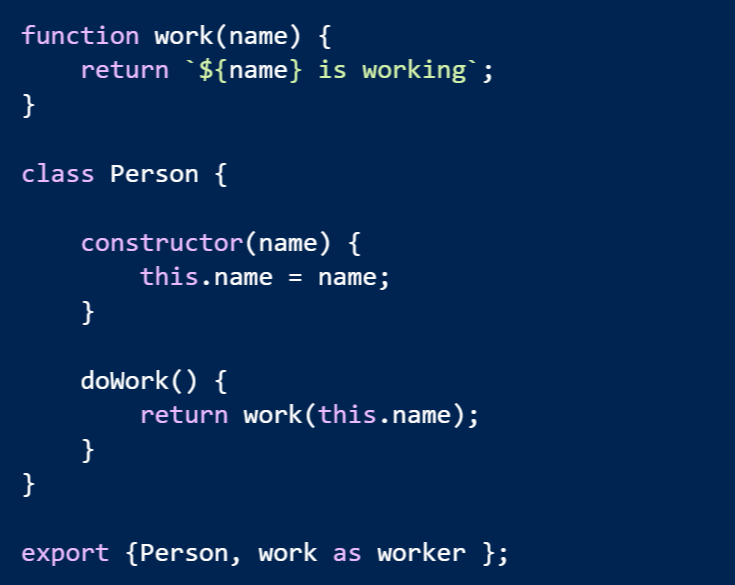 function work(name) {
    return `${name} is working`;
}

class Person {

    constructor(name) {
        this.name = name;
    }

    doWork() {
        return work(this.name);
    }
}

export {Person, work as worker };